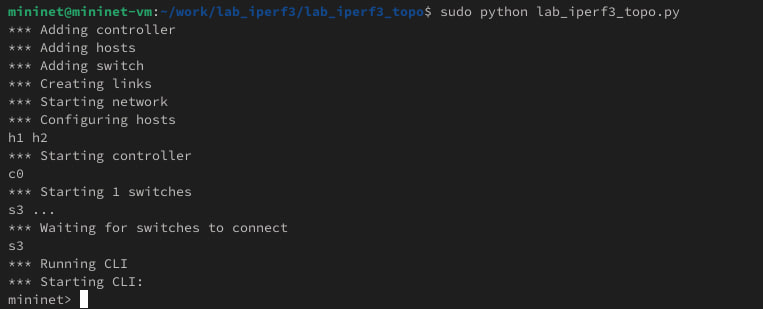 mininet@mininet-vm:~/work/lab_iperf3/lab_iperf3_topo$ sudo python lab_iperf3_topo.py
*** Adding controller
*** Adding hosts
*** Adding switch
*** Creating links
*** Starting network
*** Configuring hosts
h1 h2
*** Starting controller
c0
*** Starting 1 switches
s3 ...
*** Waiting for switches to connect
s3
*** Running CLI
*** Starting CLI:
mininet>